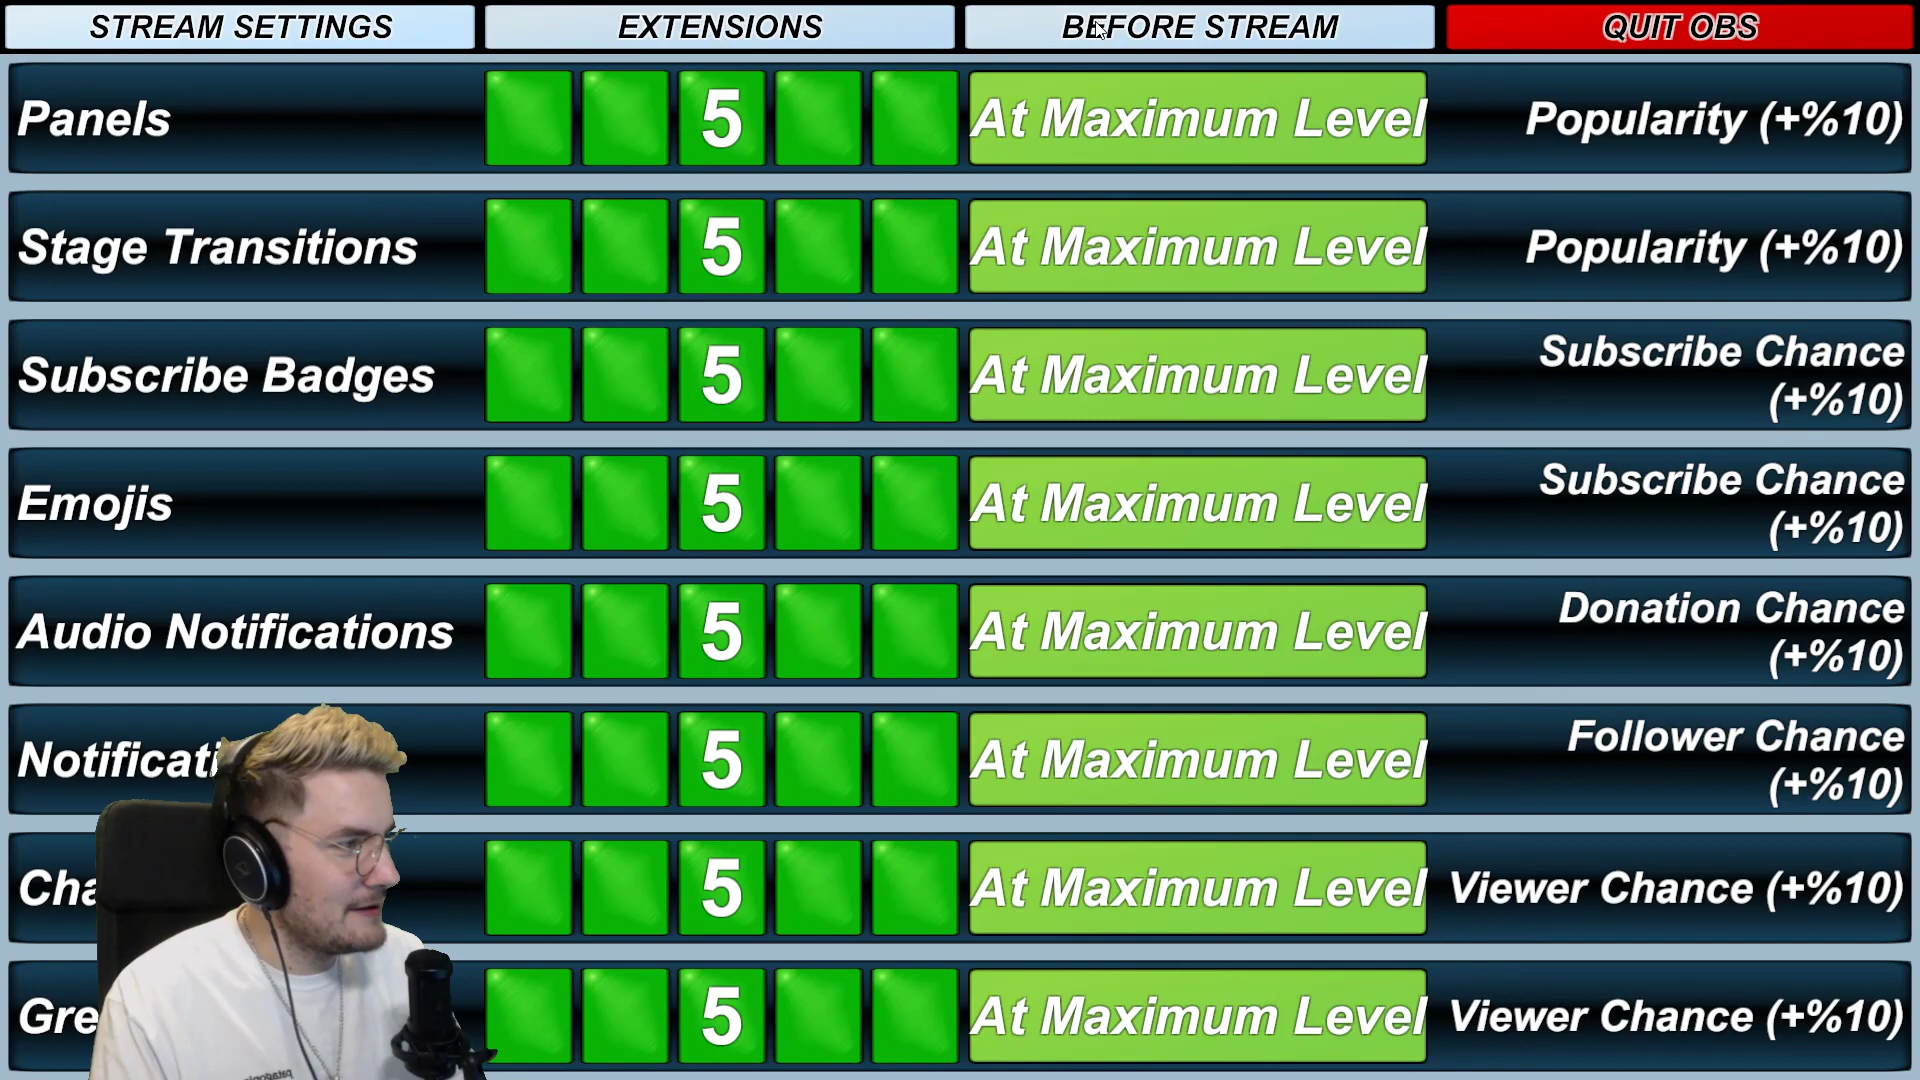 STREAM SETTINGS
EXTENSIONS
BEFORE STREAM
QUIT OBS
Panels
5
At Maximum Level
Popularity (+%10)
Stage Transitions
5
At Maximum Level
Popularity (+%10)
Subscribe Badges
5
At Maximum Level
Subscribe Chance
(+%10)
Emojis
5
At Maximum Level
Subscribe Chance
(+%10)
Audio Notifications
5
At Maximum Level
Donation Chance
(+%10)
5
At Maximum Level
Follower Chance
(+%10)
5
At Maximum Level
Viewer Chance (+%10)
5
At Maximum Level
Viewer Chance (+%10)